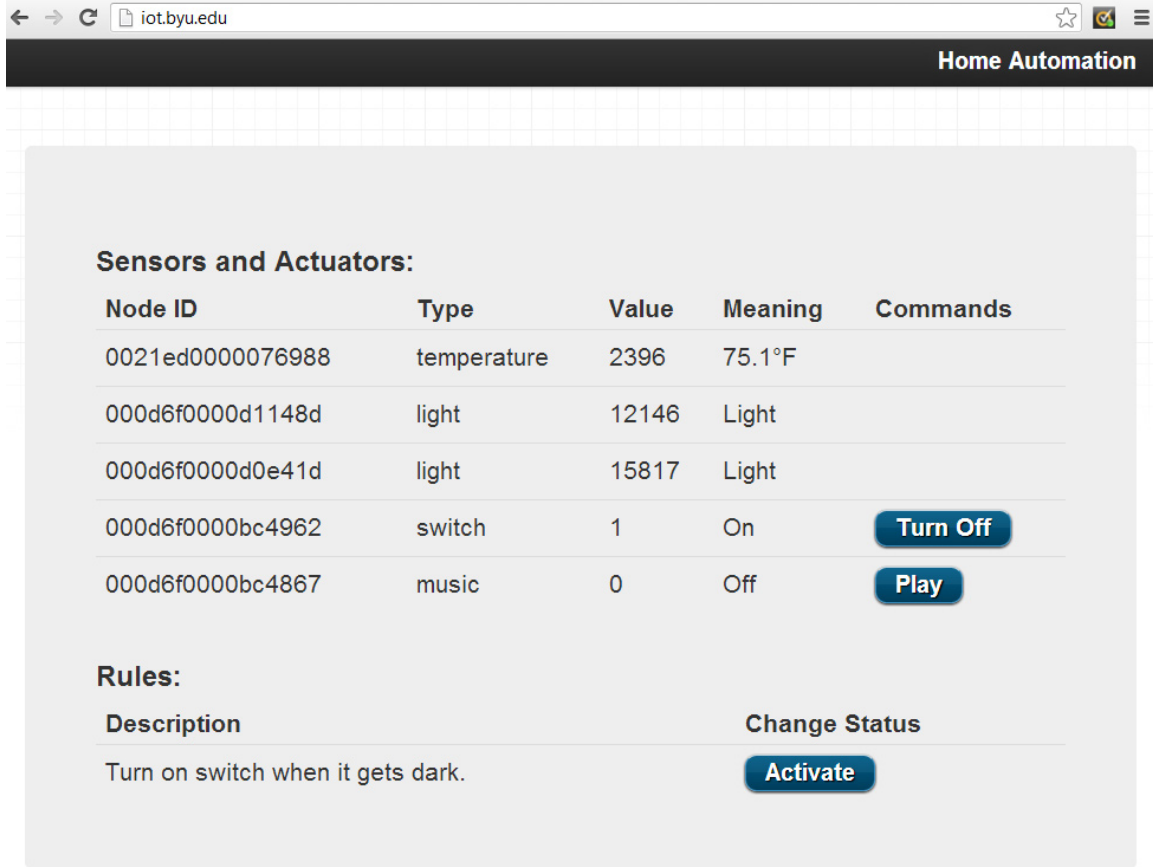 iot.byu.edu
Home Automation
Sensors and Actuators:
Node ID Type Value Meaning Commands
0021ed0000076988 temperature 2396 75.1°F
000d6f0000d1148d light 12146 Light
000d6f0000d0e41d light 15817 Light
000d6f0000bc4962 switch 1 On Turn Off
000d6f0000bc4867 music 0 Off Play
Rules:
Description Change Status
Turn on switch when it gets dark. Activate